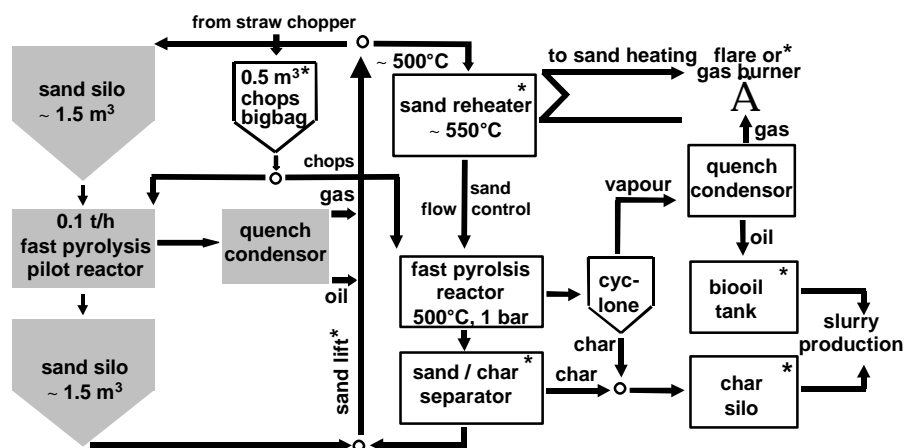 from straw chopper
sand silo
~ 1.5 m³
0.5 m³*
chops
bigbag
~ 500°C
*
sand reheater
~ 550°C
to sand heating
flare or*
gas burner
Ä
gas
quench
condensor
chops
vapour
oil
0.1 t/h
fast pyrolysis
pilot reactor
quench
condensor
gas
oil
sand
flow control
fast pyrolsis
reactor
500°C, 1 bar
cyc-
lone
*
biooil
tank
slurry
production
sand silo
~ 1.5 m³
sand lift*
char
*
sand / char
separator
char
*
char
silo